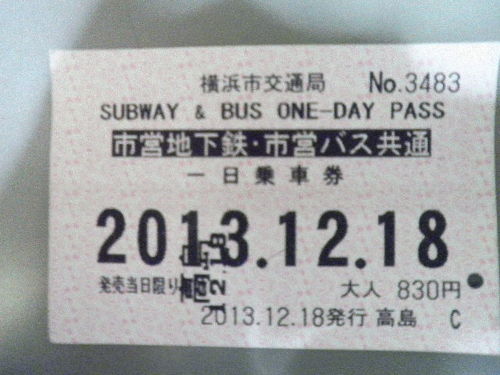 横浜市交通局 No.3483
SUBWAY & BUS ONE-DAY PASS
市営地下鉄・市営バス共通
一日乗車券
2013.12.18
発売当日限り
12.18
大人 830円
2013.12.18発行 高島 C